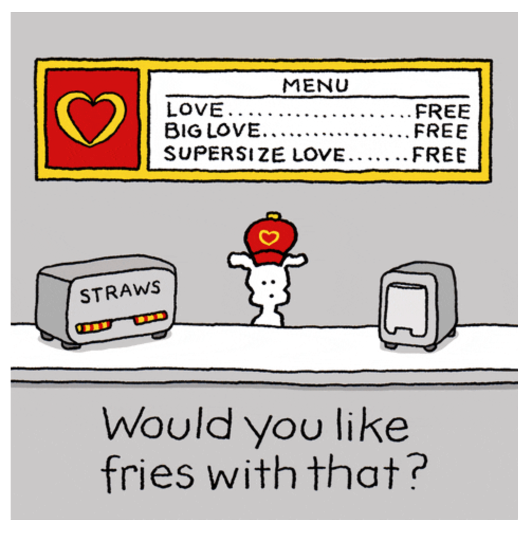 MENU
LOVE....................FREE
BIG LOVE................FREE
SUPERSIZE LOVE.......FREE
STRAWS
Would you like
fries with that?